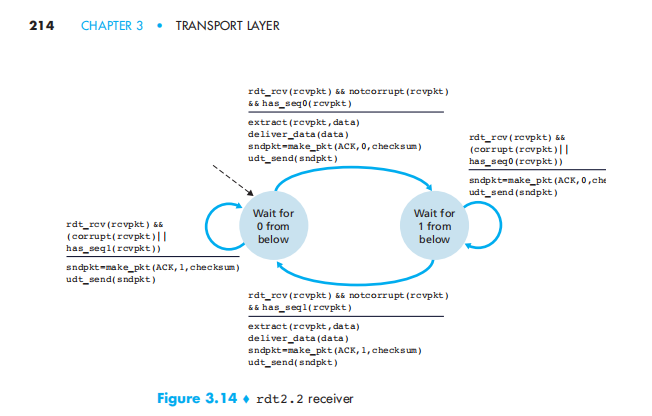 214 CHAPTER 3 • TRANSPORT LAYER
rdt_rcv(rcvpkt) && notcorrupt(rcvpkt)
&& has_seq0(rcvpkt)
extract(rcvpkt,data)
deliver_data(data)
sndpkt=make_pkt(ACK,0,checksum)
udt_send(sndpkt)
rdt_rcv(rcvpkt) &&
(corrupt(rcvpkt)||
has_seq0(rcvpkt))
sndpkt=make_pkt(ACK,0,che
udt_send(sndpkt)
Wait for
0 from
below
Wait for
1 from
below
rdt_rcv(rcvpkt) &&
(corrupt(rcvpkt)||
has_seq1(rcvpkt))
sndpkt=make_pkt(ACK,1,checksum)
udt_send(sndpkt)
rdt_rcv(rcvpkt) && notcorrupt(rcvpkt)
&& has_seq1(rcvpkt)
extract(rcvpkt,data)
deliver_data(data)
sndpkt=make_pkt(ACK,1,checksum)
udt_send(sndpkt)
Figure 3.14 ♦ rdt2.2 receiver